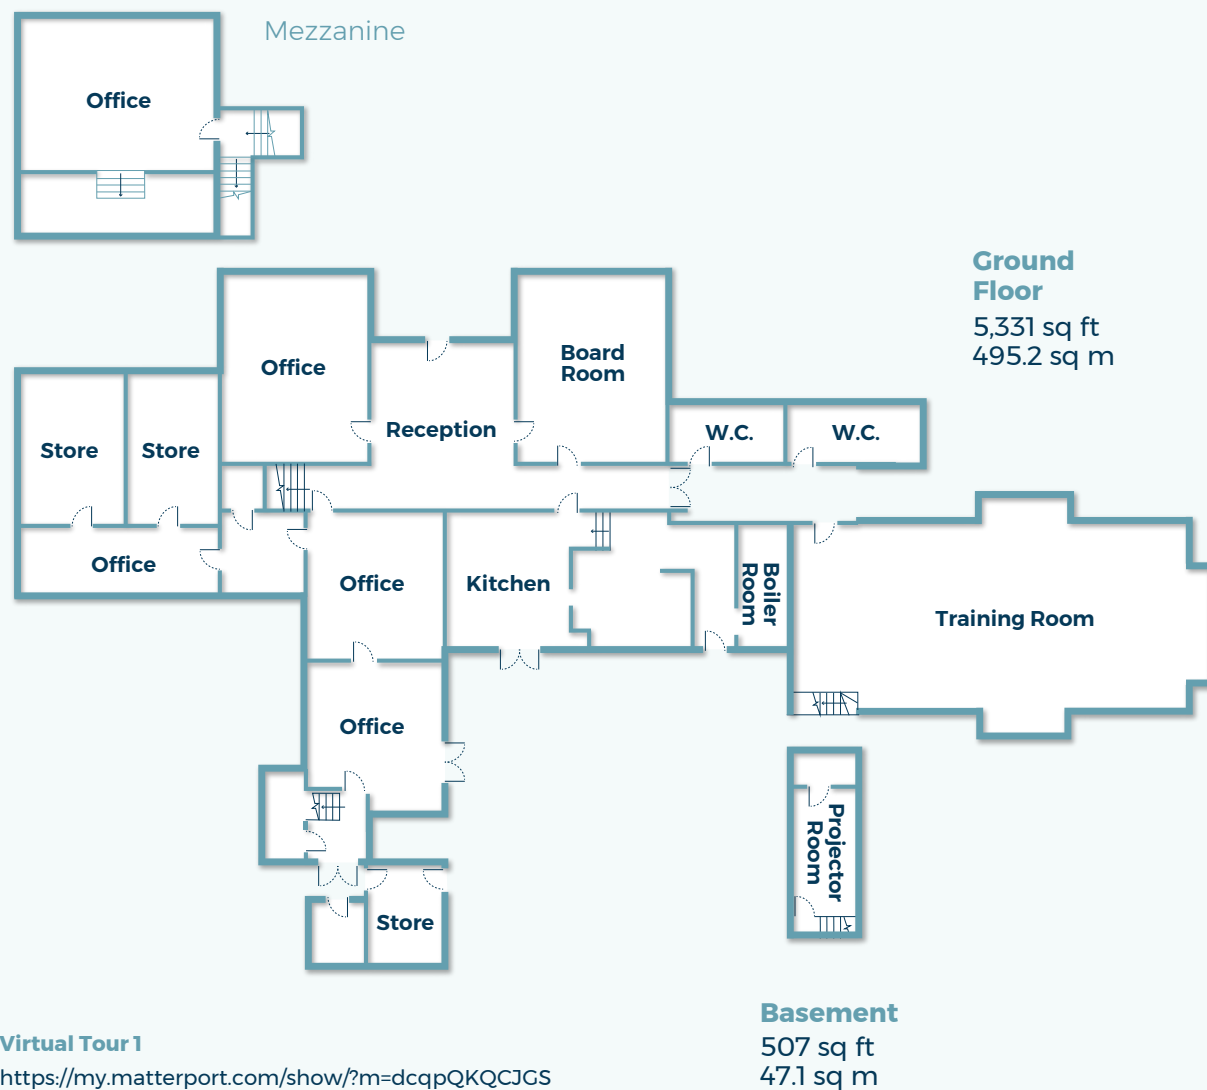 Mezzanine
Office
Ground
Floor
5,331 sq ft
495.2 sq m
Office
Board
Room
Reception
Store
Store
W.C.
W.C.
Office
Office
Kitchen
Boiler
Room
Training Room
Office
Projector
Room
Store
Basement
507 sq ft
47.1 sq m
Virtual Tour 1
https://my.matterport.com/show/?m=dcqpQKQCJGS